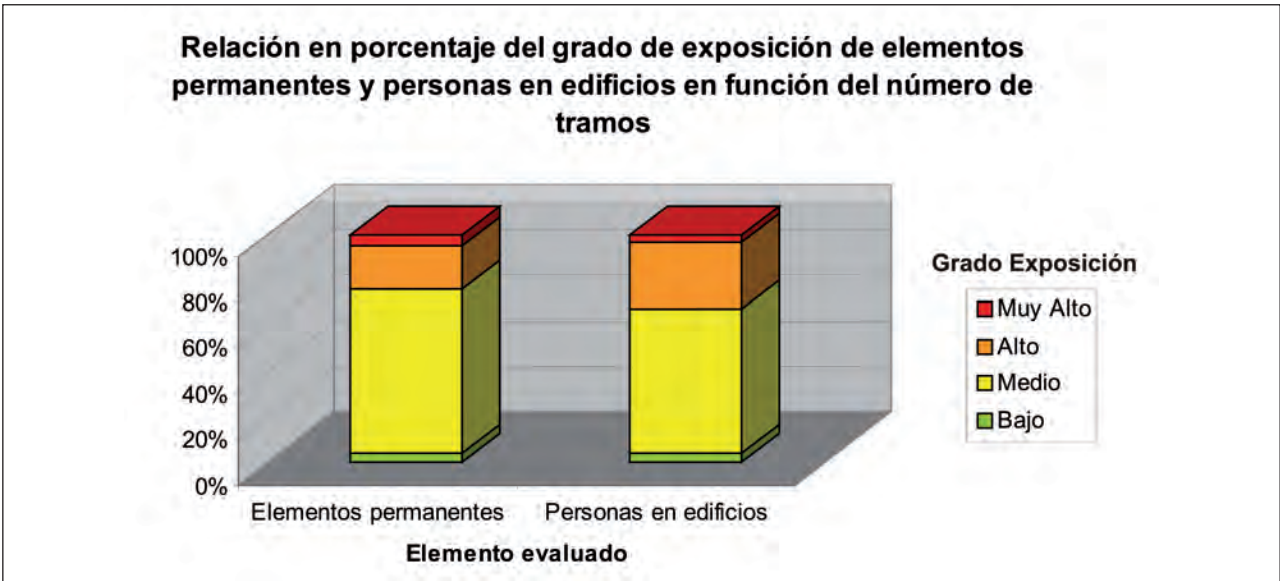 Relación en porcentaje del grado de exposición de elementos
permanentes y personas en edificios en función del número de
tramos
100%
80%
60%
40%
20%
0%
Elementos permanentes
Personas en edificios
Elemento evaluado
Grado Exposición
Muy Alto
Alto
Medio
Bajo